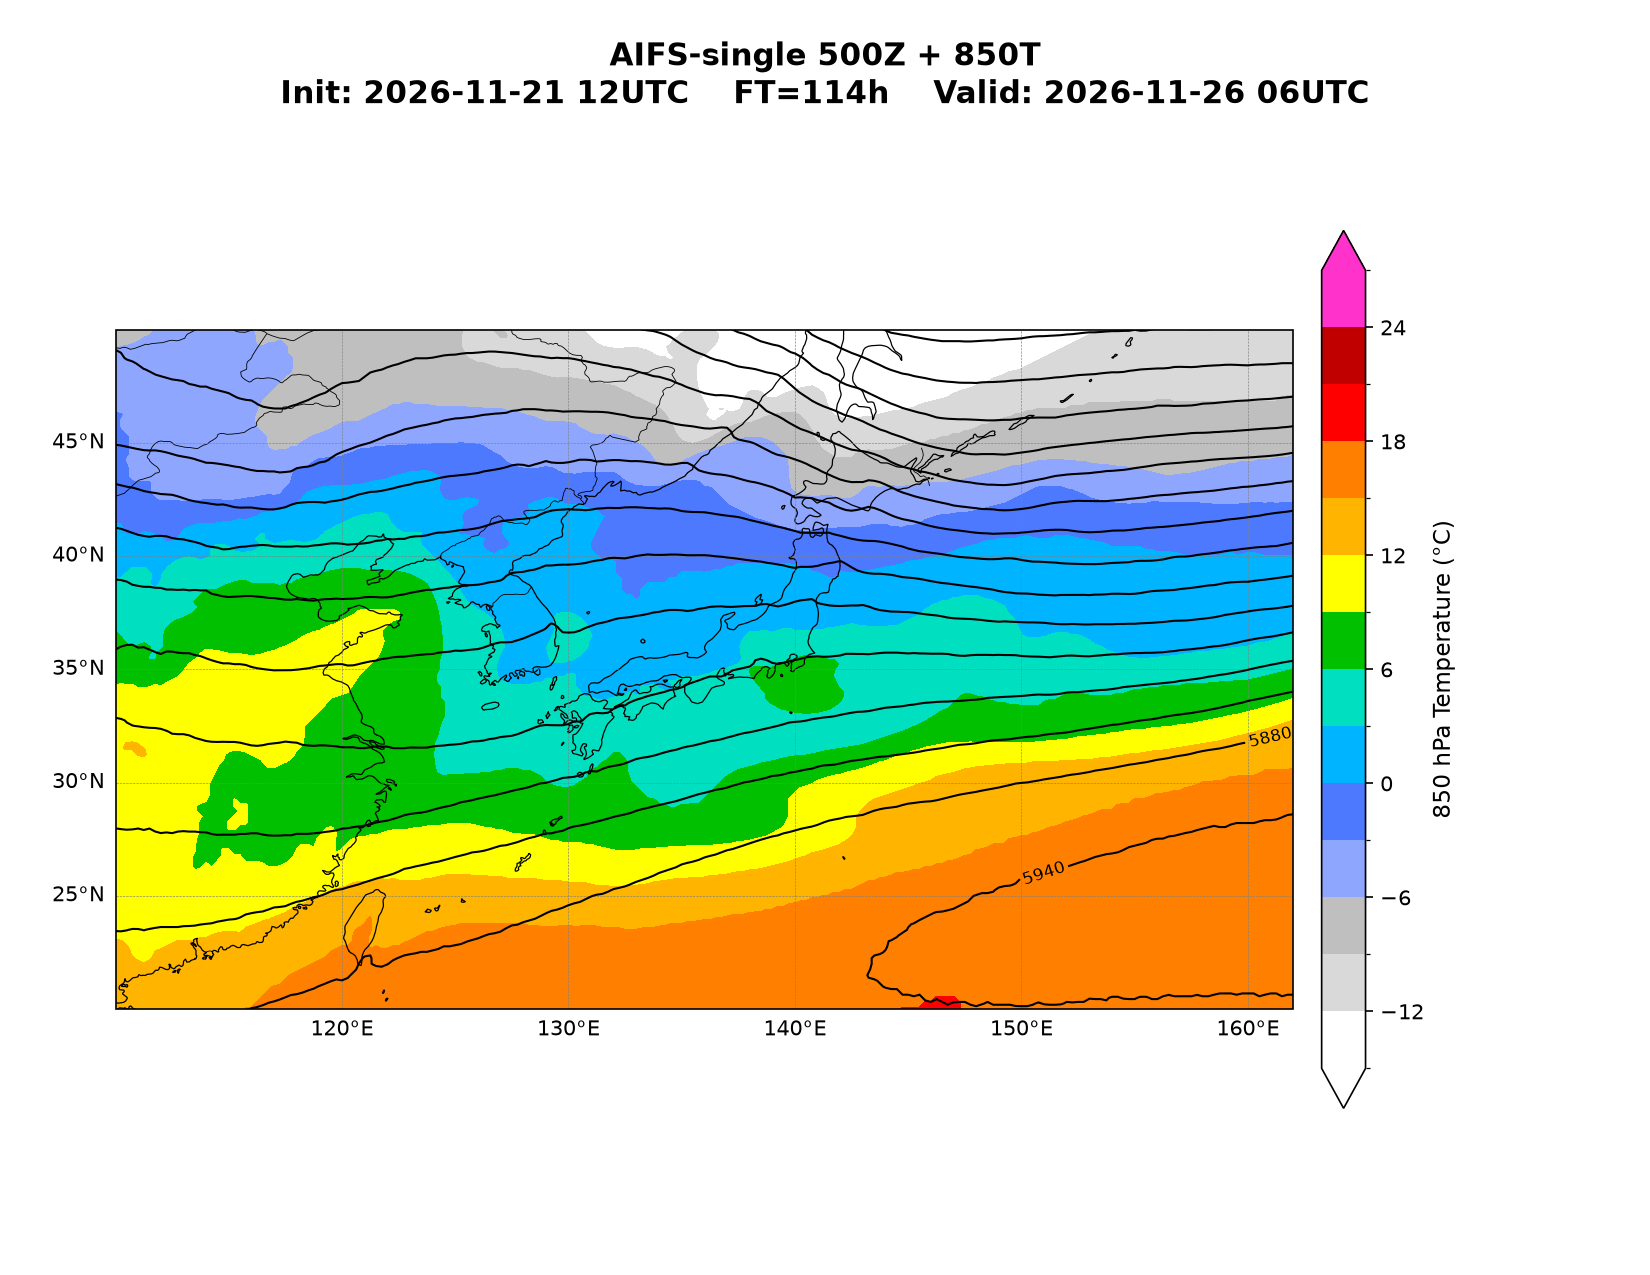 AIFS-single 500Z + 850T
Init: 2026-11-21 12UTC    FT=114h    Valid: 2026-11-26 06UTC
24
18
12
6
0
−6
−12
850 hPa Temperature (°C)
45°N
40°N
35°N
30°N
25°N
5880
5940
120°E
130°E
140°E
150°E
160°E